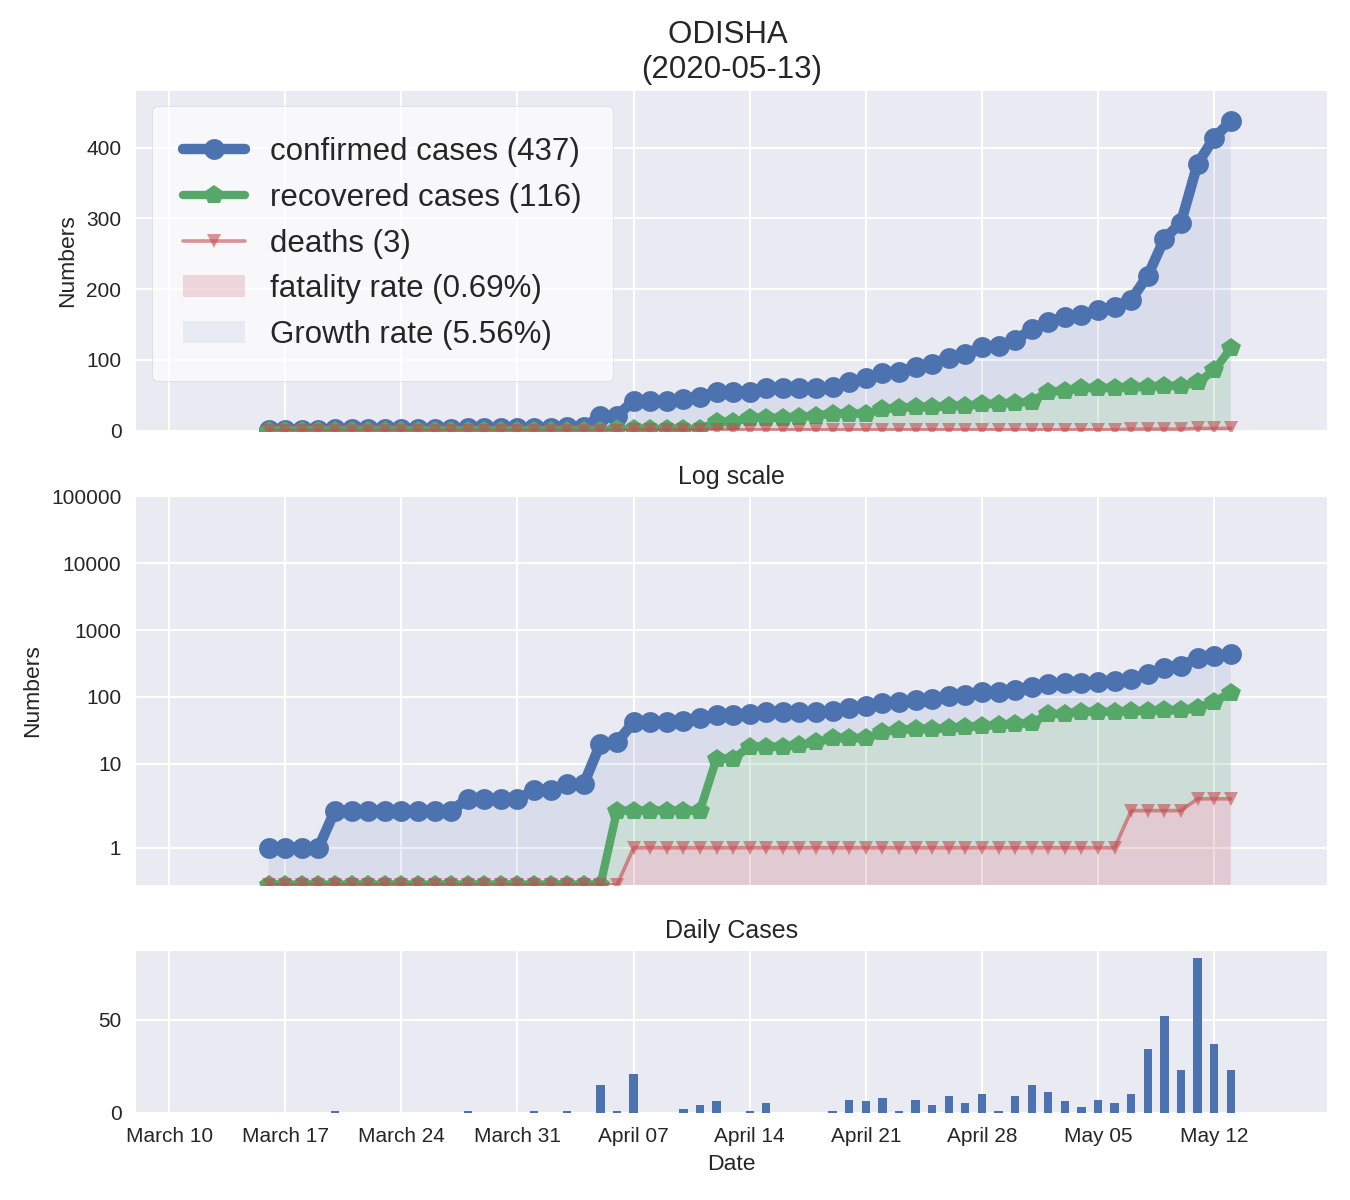 ODISHA
(2020-05-13)
confirmed cases (437)
recovered cases (116)
deaths (3)
fatality rate (0.69%)
Growth rate (5.56%)
Numbers
400
300
200
100
0
Log scale
Numbers
100000
10000
1000
100
10
1
Daily Cases
50
0
March 10 March 17 March 24 March 31 April 07 April 14 April 21 April 28 May 05 May 12
Date